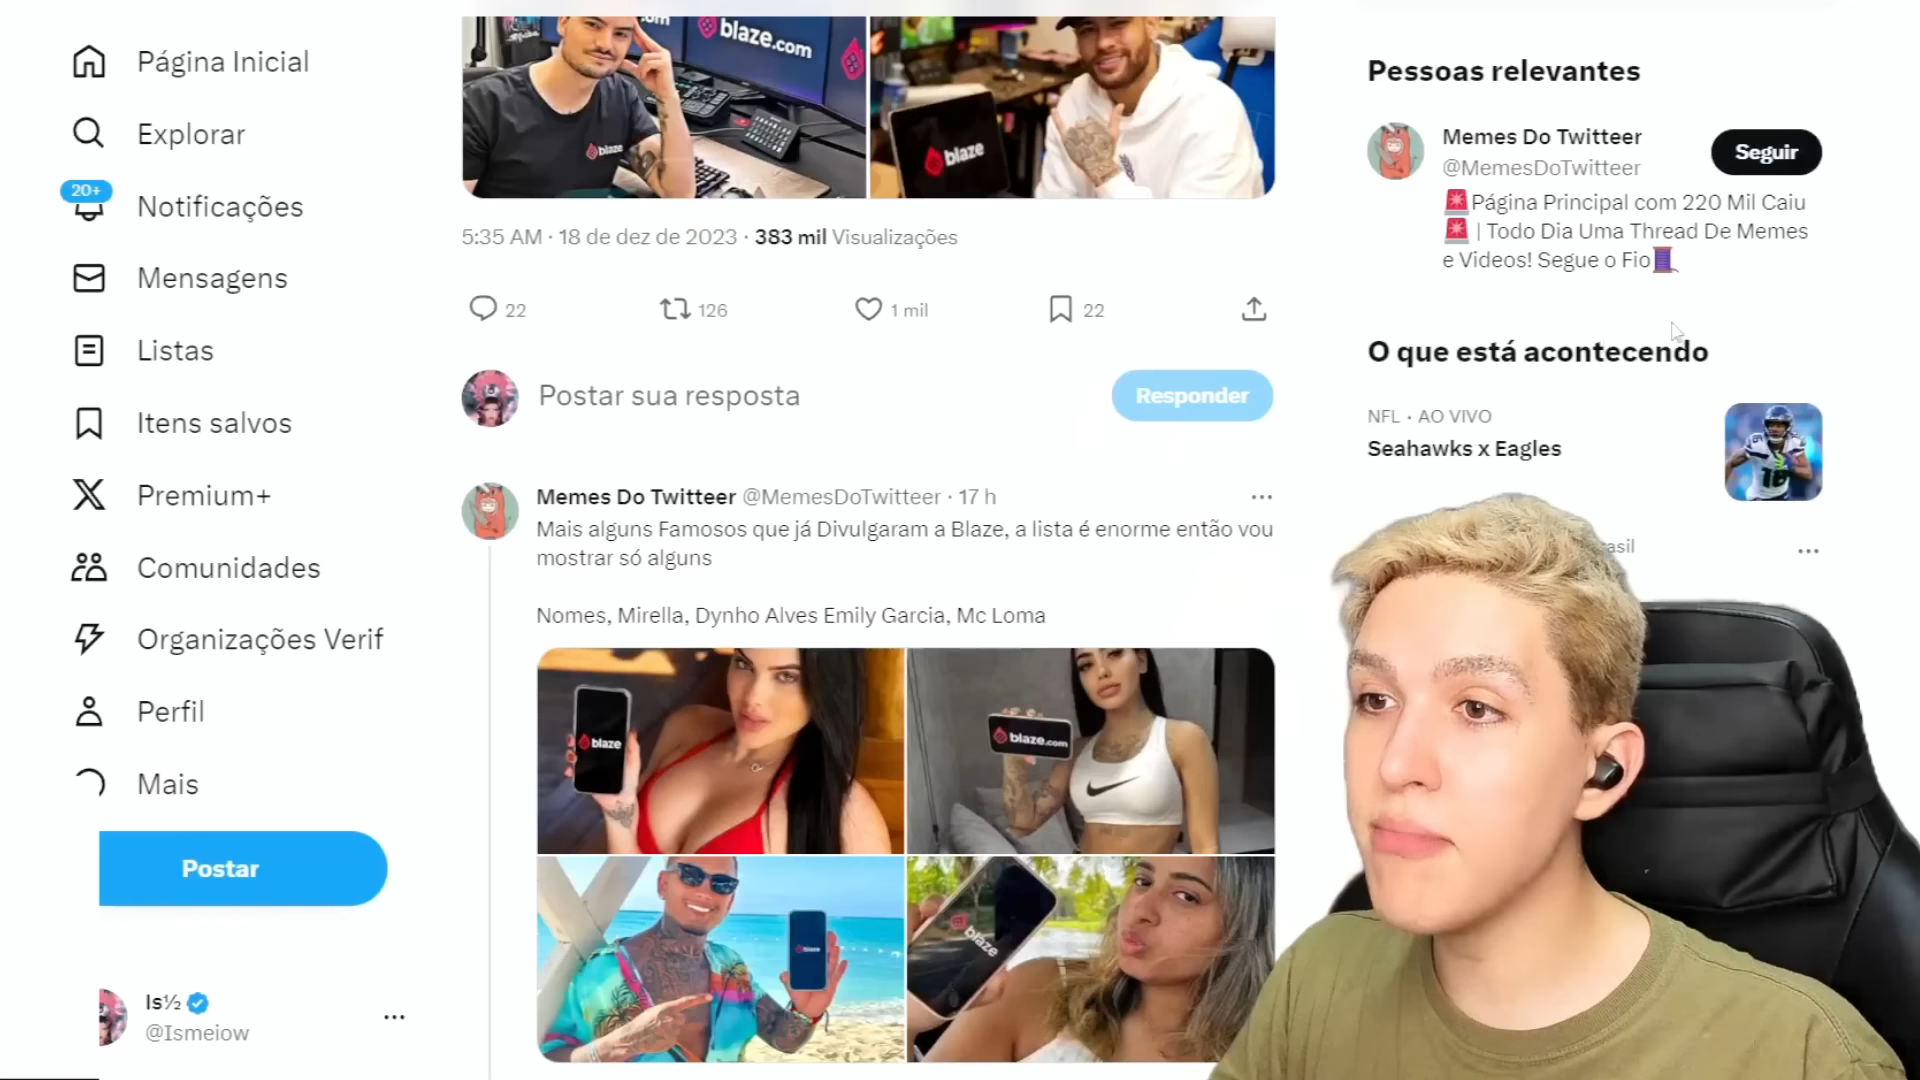 Página Inicial
Explorar
20+
Notificações
Mensagens
Listas
Itens salvos
Premium+
Comunidades
Organizações Verif
Perfil
Mais
Postar
Is½
@Ismeiow
blaze.com
blaze
blaze
5:35 AM · 18 de dez de 2023 · 383 mil Visualizações
22
126
1 mil
22
Postar sua resposta
Responder
Memes Do Twitteer @MemesDoTwitteer · 17 h
Mais alguns Famosos que já Divulgaram a Blaze, a lista é enorme então vou
mostrar só alguns
Nomes, Mirella, Dynho Alves Emily Garcia, Mc Loma
blaze
blaze.com
blaze
blaze
Pessoas relevantes
Memes Do Twitteer
@MemesDoTwitteer
Seguir
Página Principal com 220 Mil Caiu
| Todo Dia Uma Thread De Memes
e Videos! Segue o Fio
O que está acontecendo
NFL · AO VIVO
Seahawks x Eagles
asil